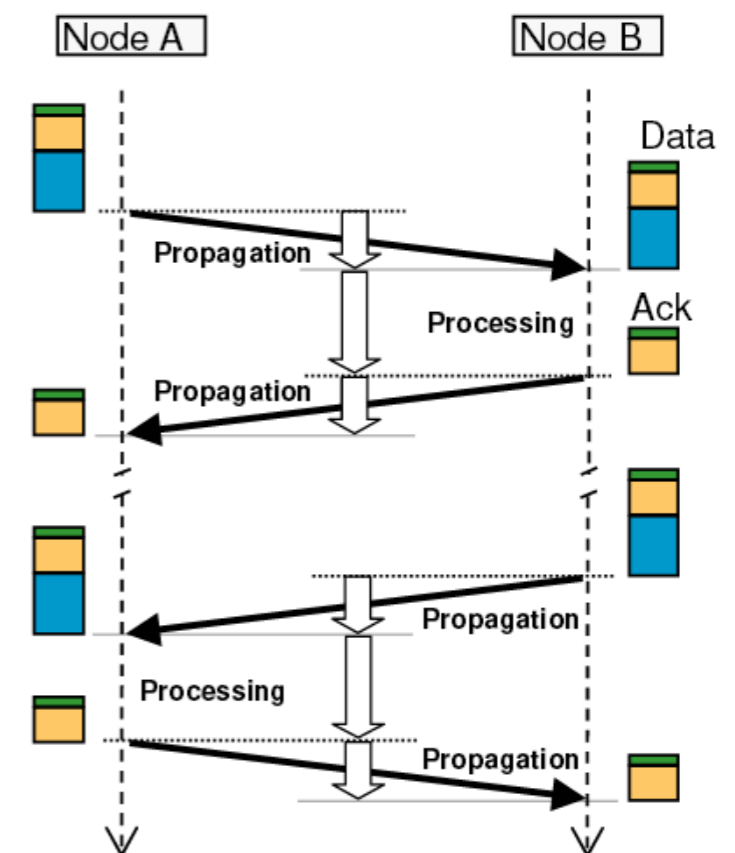 Node A
Node B
Data
Propagation
Ack
Processing
Propagation
Propagation
Processing
Propagation